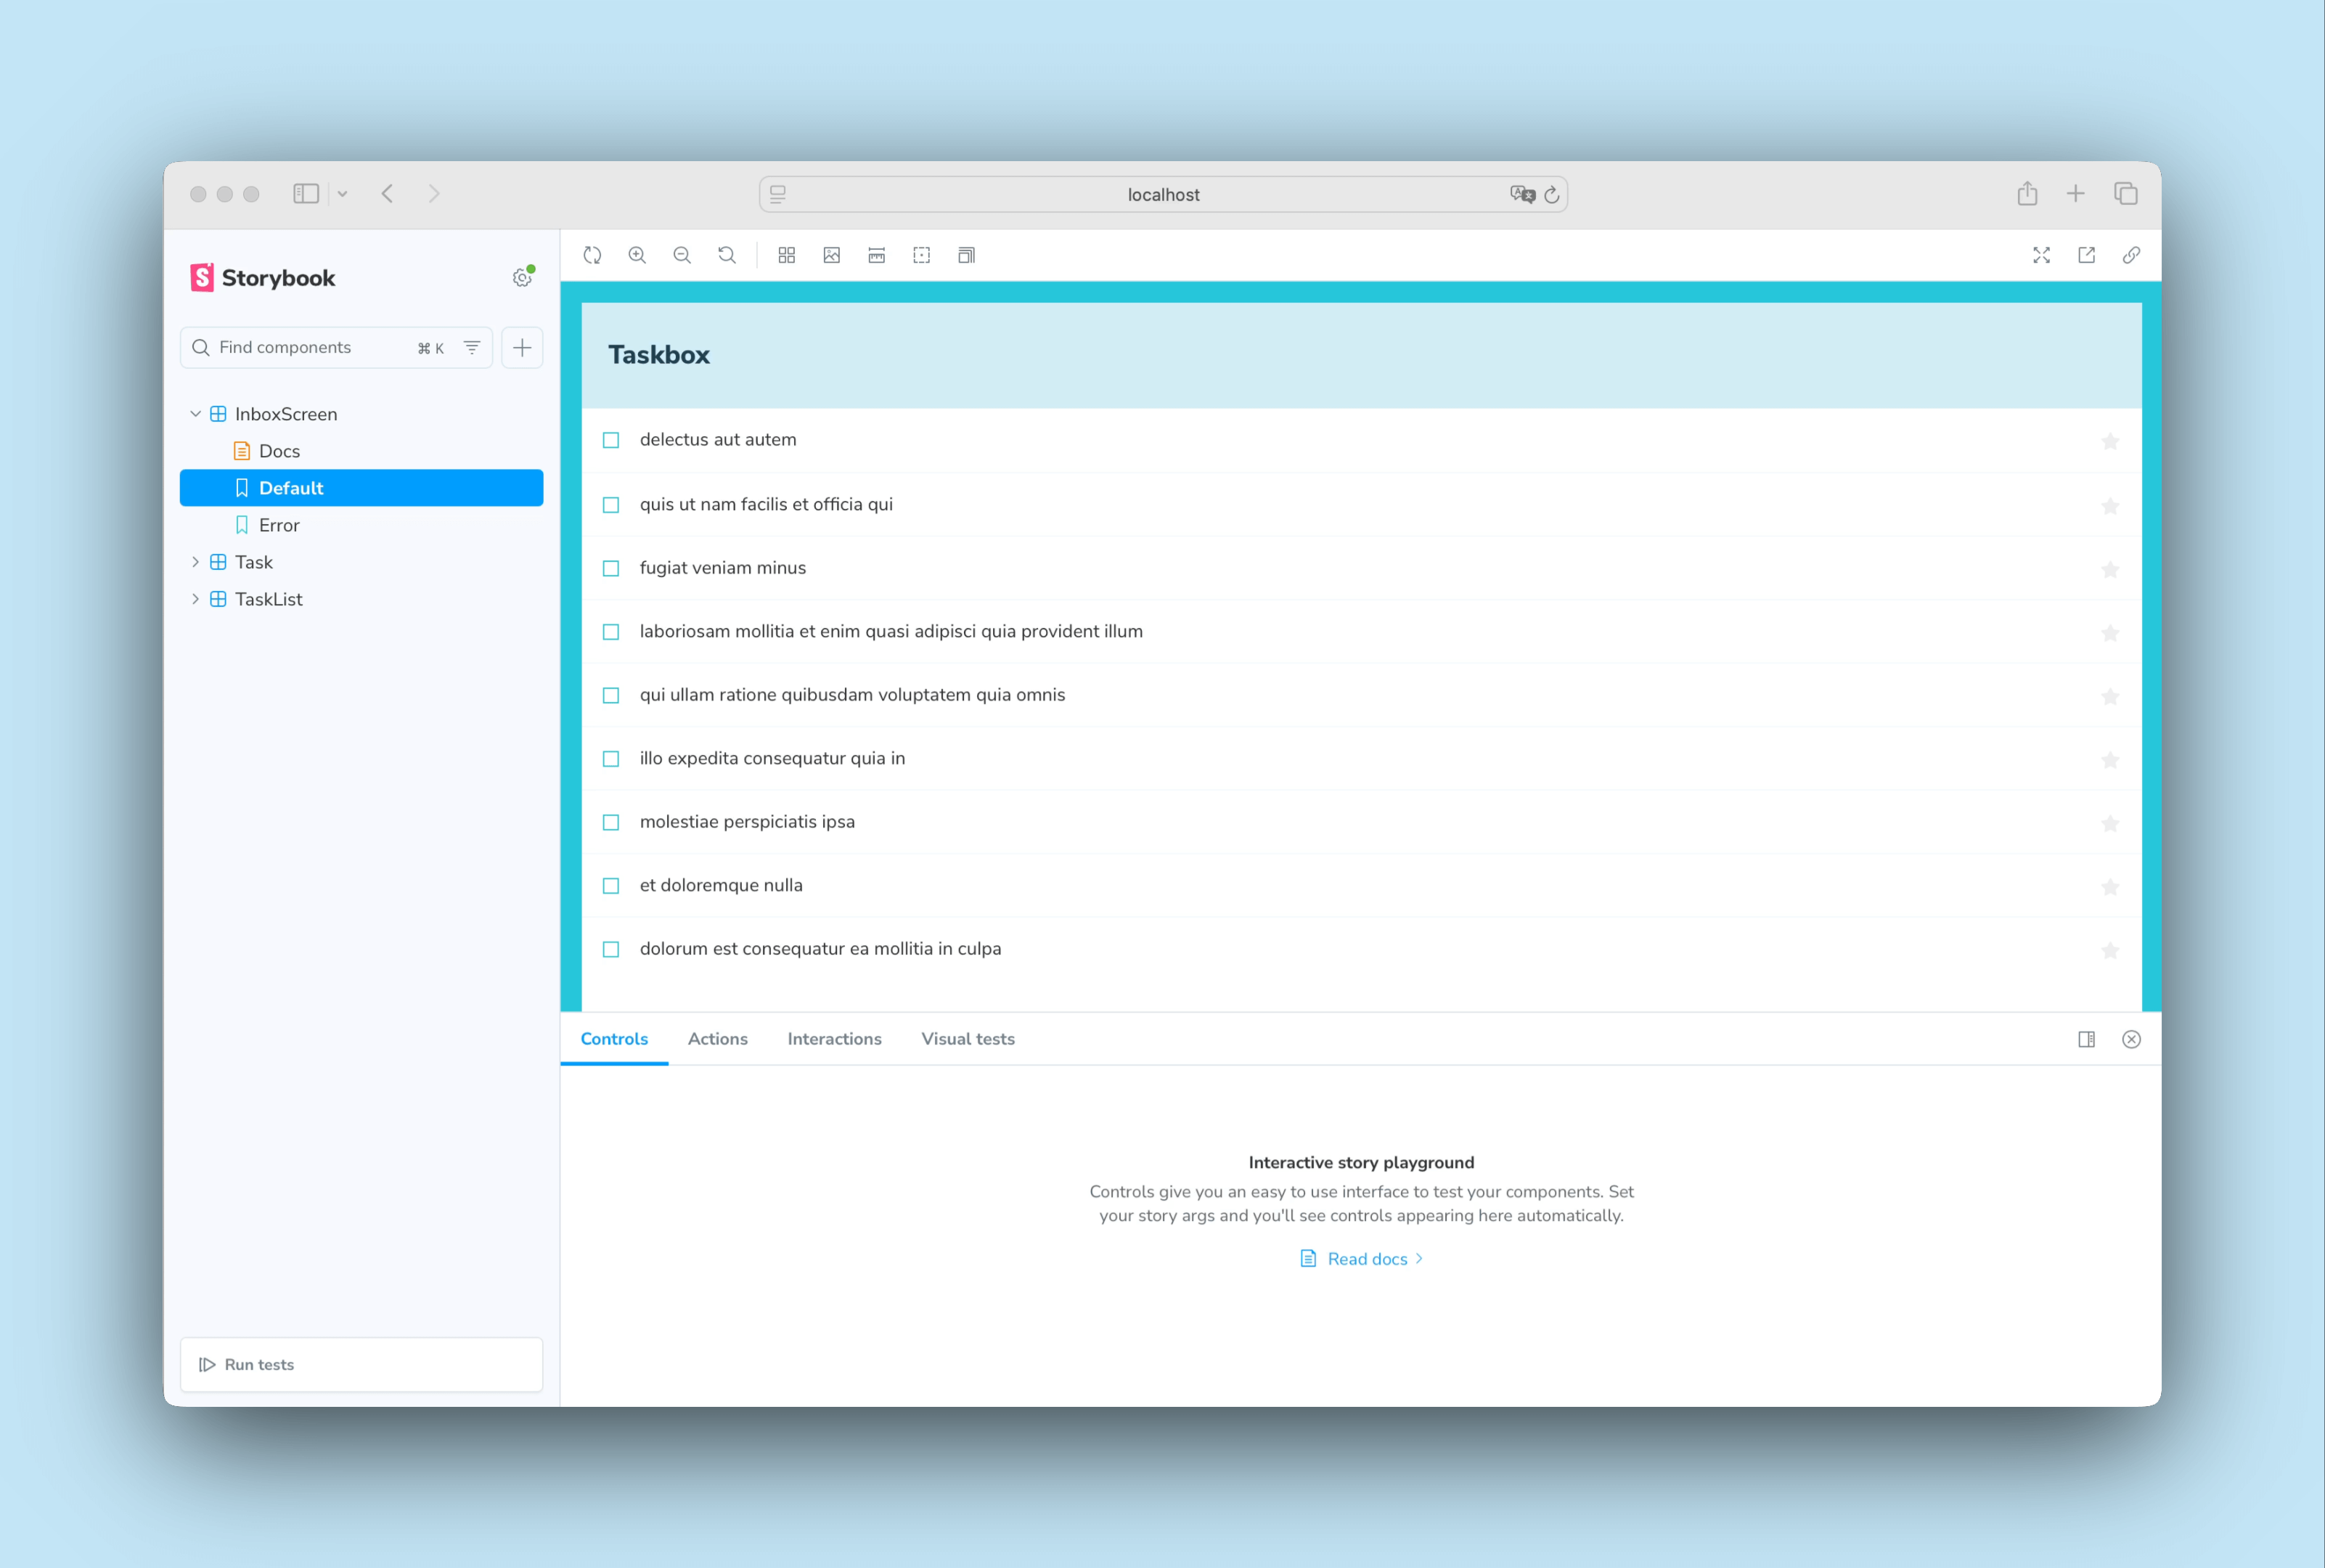 localhost
Storybook
Find components ⌘ K
InboxScreen
Docs
Default
Error
Task
TaskList
Run tests
Taskbox
delectus aut autem
quis ut nam facilis et officia qui
fugiat veniam minus
laboriosam mollitia et enim quasi adipisci quia provident illum
qui ullam ratione quibusdam voluptatem quia omnis
illo expedita consequatur quia in
molestiae perspiciatis ipsa
et doloremque nulla
dolorum est consequatur ea mollitia in culpa
Controls Actions Interactions Visual tests
Interactive story playground
Controls give you an easy to use interface to test your components. Set
your story args and you'll see controls appearing here automatically.
Read docs